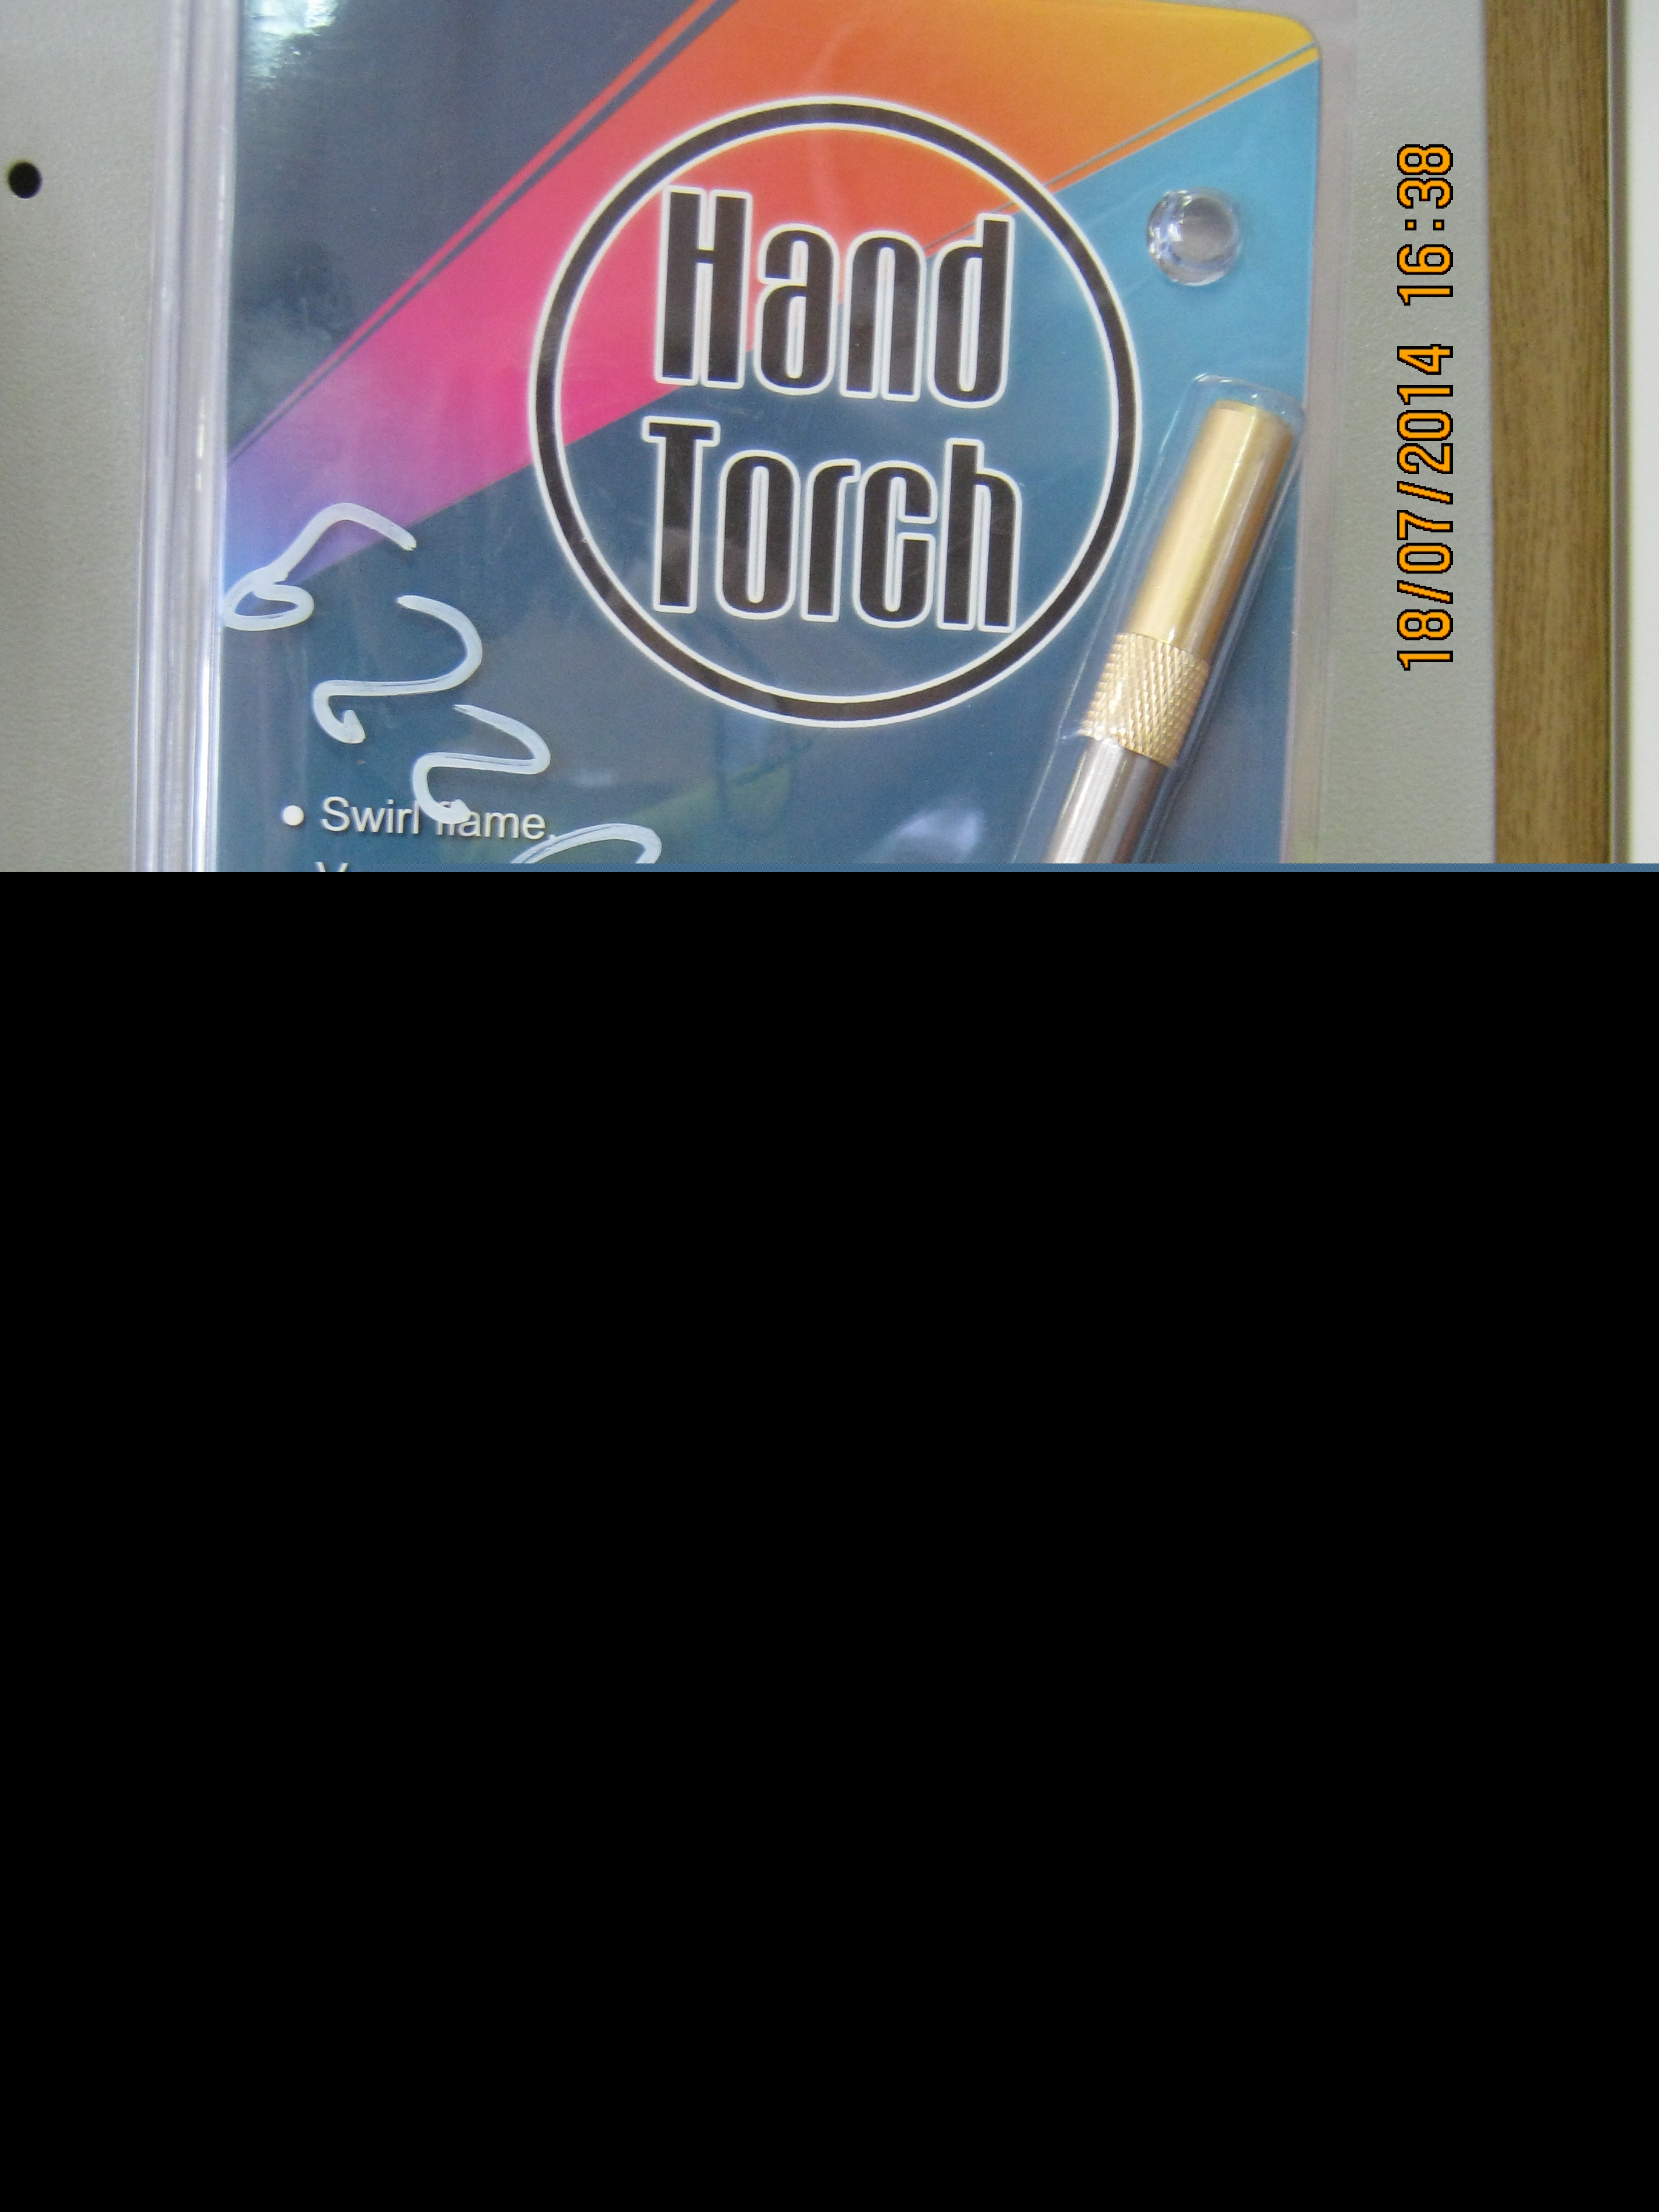 Hand
Torch
• Swirl flame.
18/07/2014 16:38